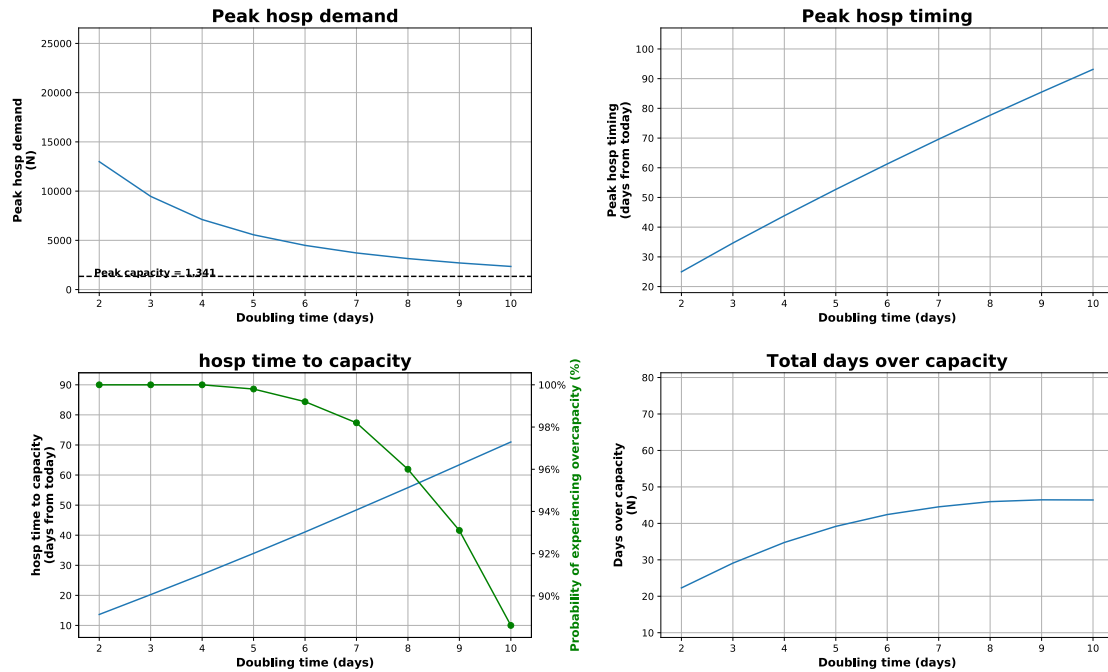 Peak hosp demand
25000
20000
15000
10000
5000
0
Peak hosp demand
(N)
Peak capacity = 1.341
2 3 4 5 6 7 8 9 10
Doubling time (days)
Peak hosp timing
100
90
80
70
60
50
40
30
20
Peak hosp timing
(days from today)
2 3 4 5 6 7 8 9 10
Doubling time (days)
hosp time to capacity
90
80
70
60
50
40
30
20
10
hosp time to capacity
(days from today)
100%
98%
96%
94%
92%
90%
Probability of experiencing overcapacity (%)
2 3 4 5 6 7 8 9 10
Doubling time (days)
Total days over capacity
80
70
60
50
40
30
20
10
Days over capacity
(N)
2 3 4 5 6 7 8 9 10
Doubling time (days)